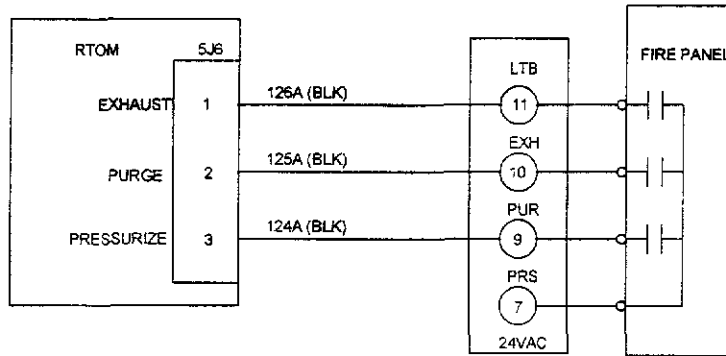 RTOM
5J6
FIRE PANEL
LTB
EXHAUST 1 126A (BLK) 11
EXH
PURGE 2 125A (BLK) 10
PUR
PRESSURIZE 3 124A (BLK) 9
PRS
7
24VAC